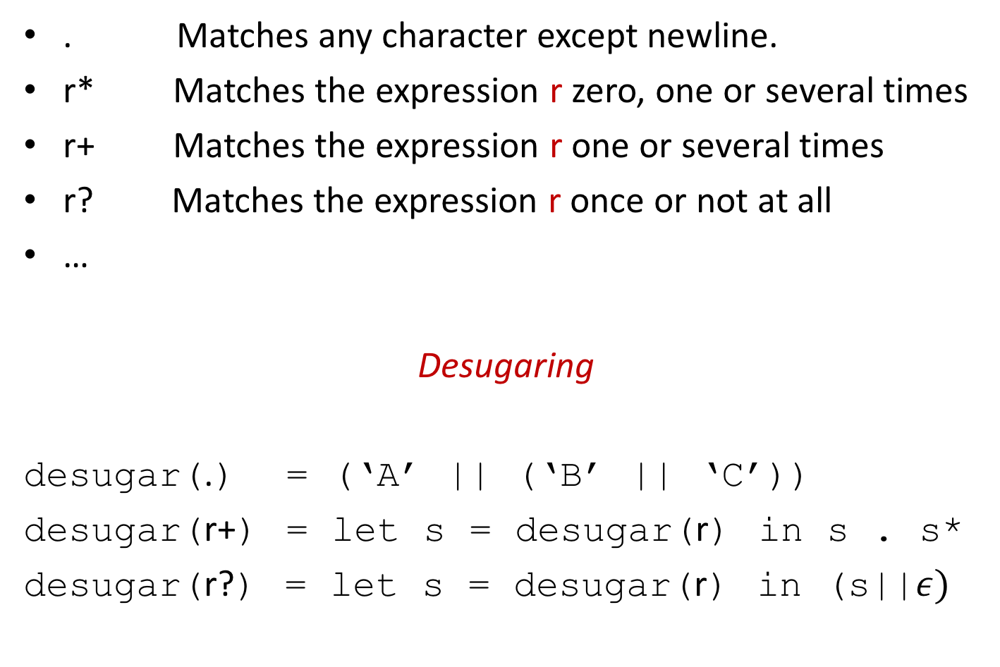 • . Matches any character except newline.
• r* Matches the expression r zero, one or several times
• r+ Matches the expression r one or several times
• r? Matches the expression r once or not at all
• …
Desugaring
desugar(.) = (‘A’ || (‘B’ || ‘C’))
desugar(r+) = let s = desugar(r) in s . s*
desugar(r?) = let s = desugar(r) in (s||ϵ)